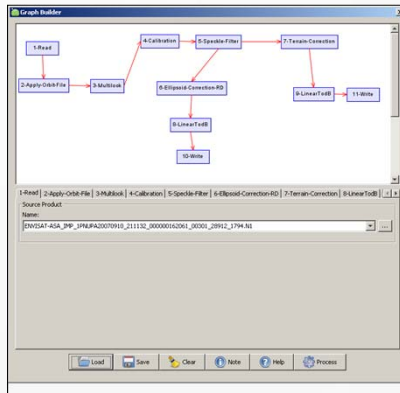 Graph Builder
1-Read
4-Calibration
5-Speckle-Filter
7-Terrain-Correction
2-Apply-Orbit-File
3-Multilook
6-Ellipsoid-Correction-RD
9-LinearTodB
11-Write
8-LinearTodB
10-Write
1-Read 2-Apply-Orbit-File 3-Multilook 4-Calibration 5-Speckle-Filter 6-Ellipsoid-Correction-RD 7-Terrain-Correction 8-LinearTodB
Source Product
Name:
ENVISAT-ASA_IMP_1PNUPA20070918_211132_000000162061_00301_28912_1794.N1
...
Load Save Clear Note Help Process